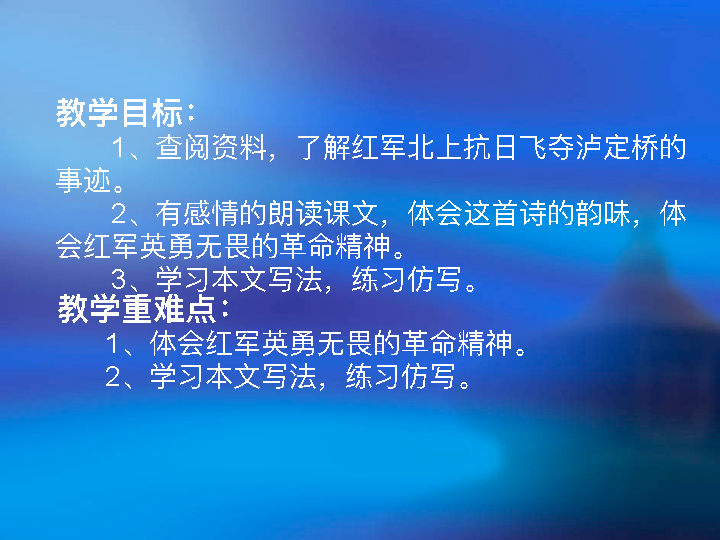 教学目标：
1、查阅资料，了解红军北上抗日飞夺泸定桥的
事迹。
2、有感情的朗读课文，体会这首诗的韵味，体
会红军英勇无畏的革命精神。
3、学习本文写法，练习仿写。
教学重难点：
1、体会红军英勇无畏的革命精神。
2、学习本文写法，练习仿写。